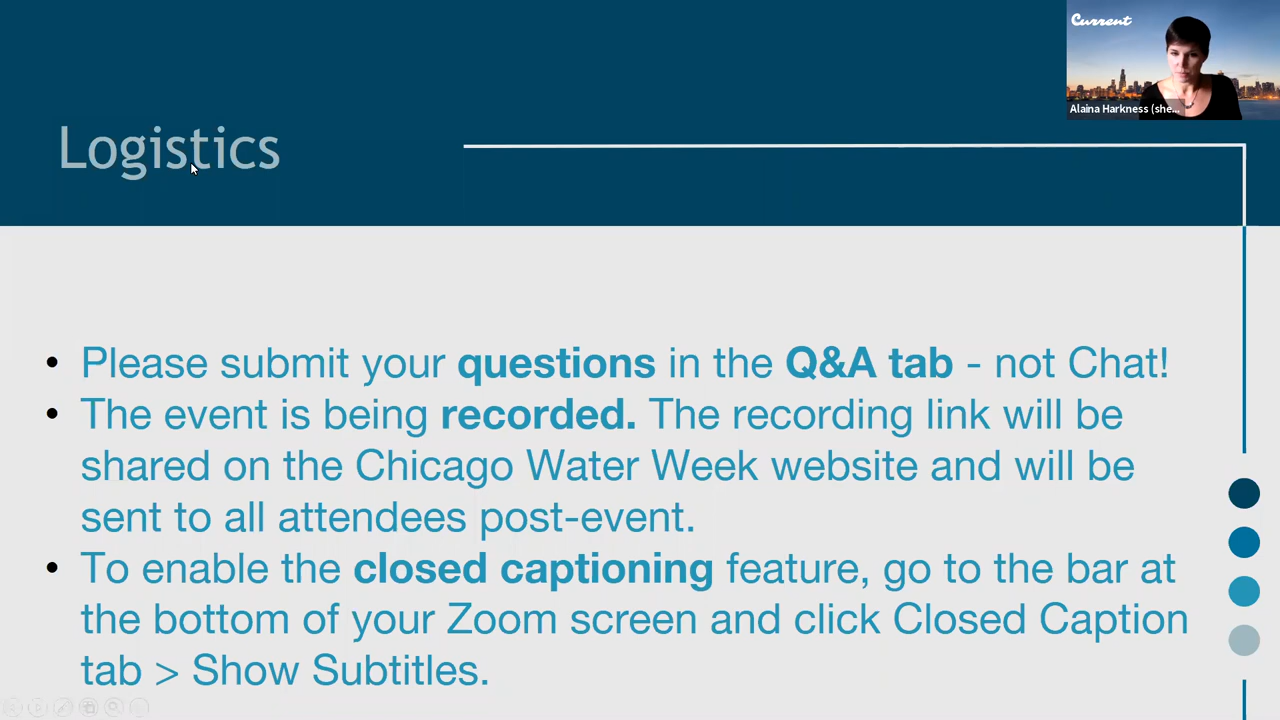 Current
Alaina Harkness (she...
Logistics
• Please submit your questions in the Q&A tab - not Chat!
• The event is being recorded. The recording link will be
shared on the Chicago Water Week website and will be
sent to all attendees post-event.
• To enable the closed captioning feature, go to the bar at
the bottom of your Zoom screen and click Closed Caption
tab > Show Subtitles.